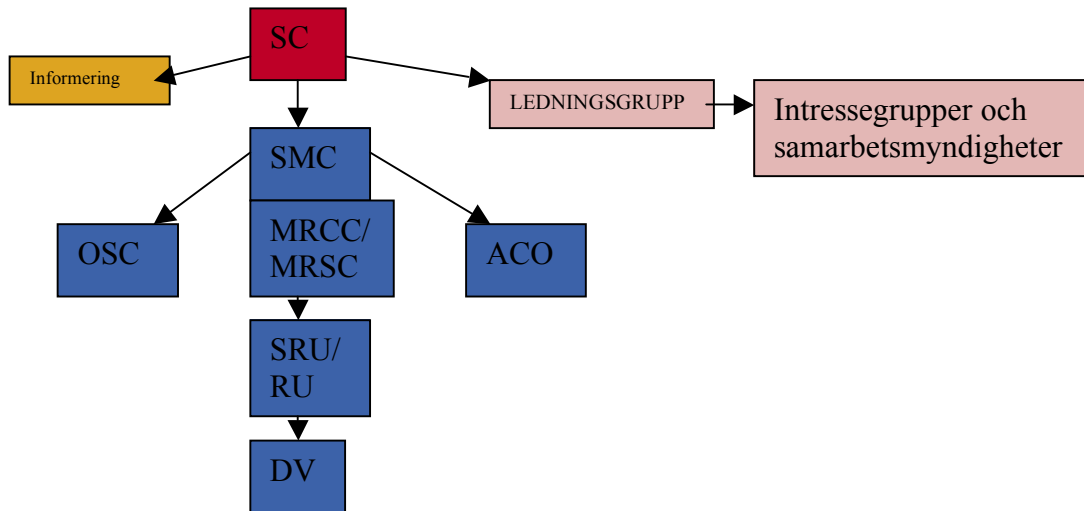 SC
Informering
LEDNINGSGRUPP
Intressegrupper och
samarbetsmyndigheter
SMC
OSC
MRCC/
MRSC
ACO
SRU/
RU
DV